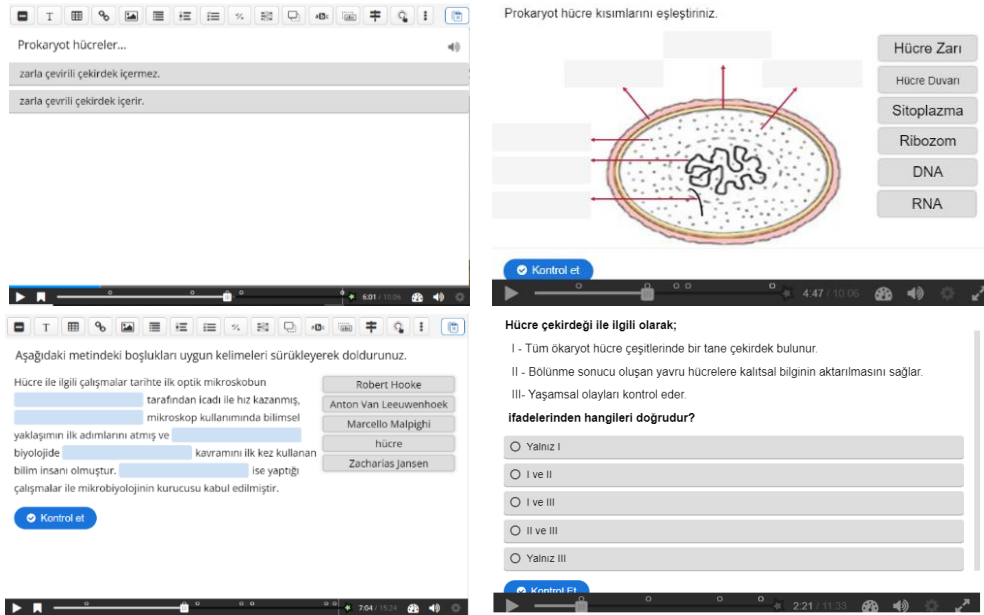 Prokaryot hücreler...
zarla çevirili çekirdek içermez.
zarla çevrili çekirdek içerir.
6:01 / 10:06
Prokaryot hücre kısımlarını eşleştiriniz.
Hücre Zarı
Hücre Duvarı
Sitoplazma
Ribozom
DNA
RNA
Kontrol et
4:47 / 10:06
Aşağıdaki metindeki boşlukları uygun kelimeleri sürükleyerek doldurunuz.
Hücre ile ilgili çalışmalar tarihte ilk optik mikroskobun
tarafından icadı ile hız kazanmış,
mikroskop kullanımında bilimsel
yaklaşımın ilk adımlarını atmış ve
biyolojide kavramını ilk kez kullanan
bilim insanı olmuştur. ise yaptığı
çalışmalar ile mikrobiyolojinin kurucusu kabul edilmiştir.
Robert Hooke
Anton Van Leeuwenhoek
Marcello Malpighi
hücre
Zacharias Jansen
Kontrol et
7:04 / 15:24
Hücre çekirdeği ile ilgili olarak;
I - Tüm ökaryot hücre çeşitlerinde bir tane çekirdek bulunur.
II - Bölünme sonucu oluşan yavru hücrelere kalıtsal bilginin aktarılmasını sağlar.
III- Yaşamsal olayları kontrol eder.
ifadelerinden hangileri doğrudur?
Yalnız I
I ve II
I ve III
II ve III
Yalnız III
Kontrol Et
2:21 / 11:33